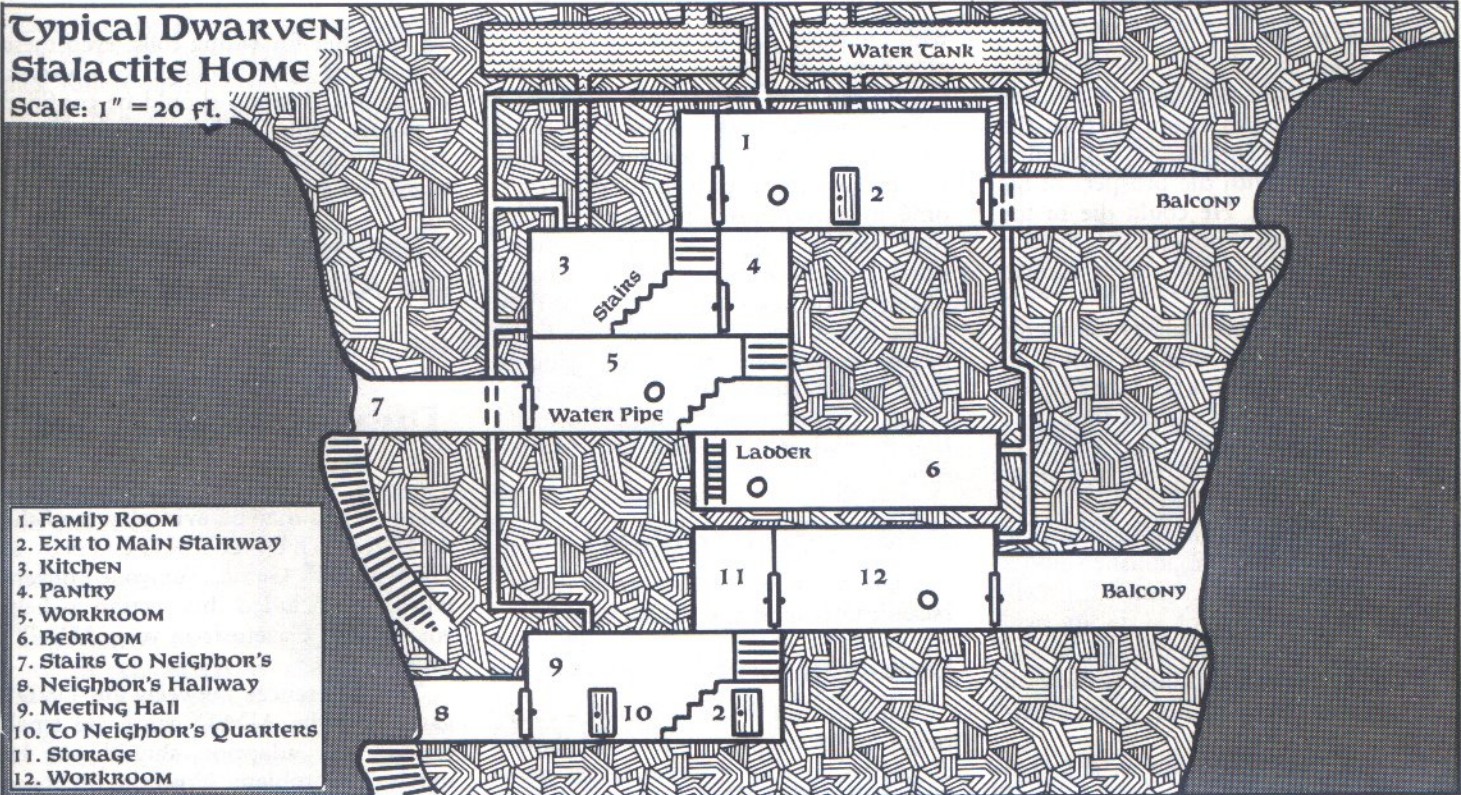 Typical Dwarven
Stalactite Home
Scale: 1" = 20 ft.
Water Tank
1
2
Balcony
3
Stairs
4
5
Water Pipe
7
Ladder
6
11
12
Balcony
9
8
10
2
1. Family Room
2. Exit to Main Stairway
3. Kitchen
4. Pantry
5. Workroom
6. Bedroom
7. Stairs To Neighbor's
8. Neighbor's Hallway
9. Meeting Hall
10. To Neighbor's Quarters
11. Storage
12. Workroom